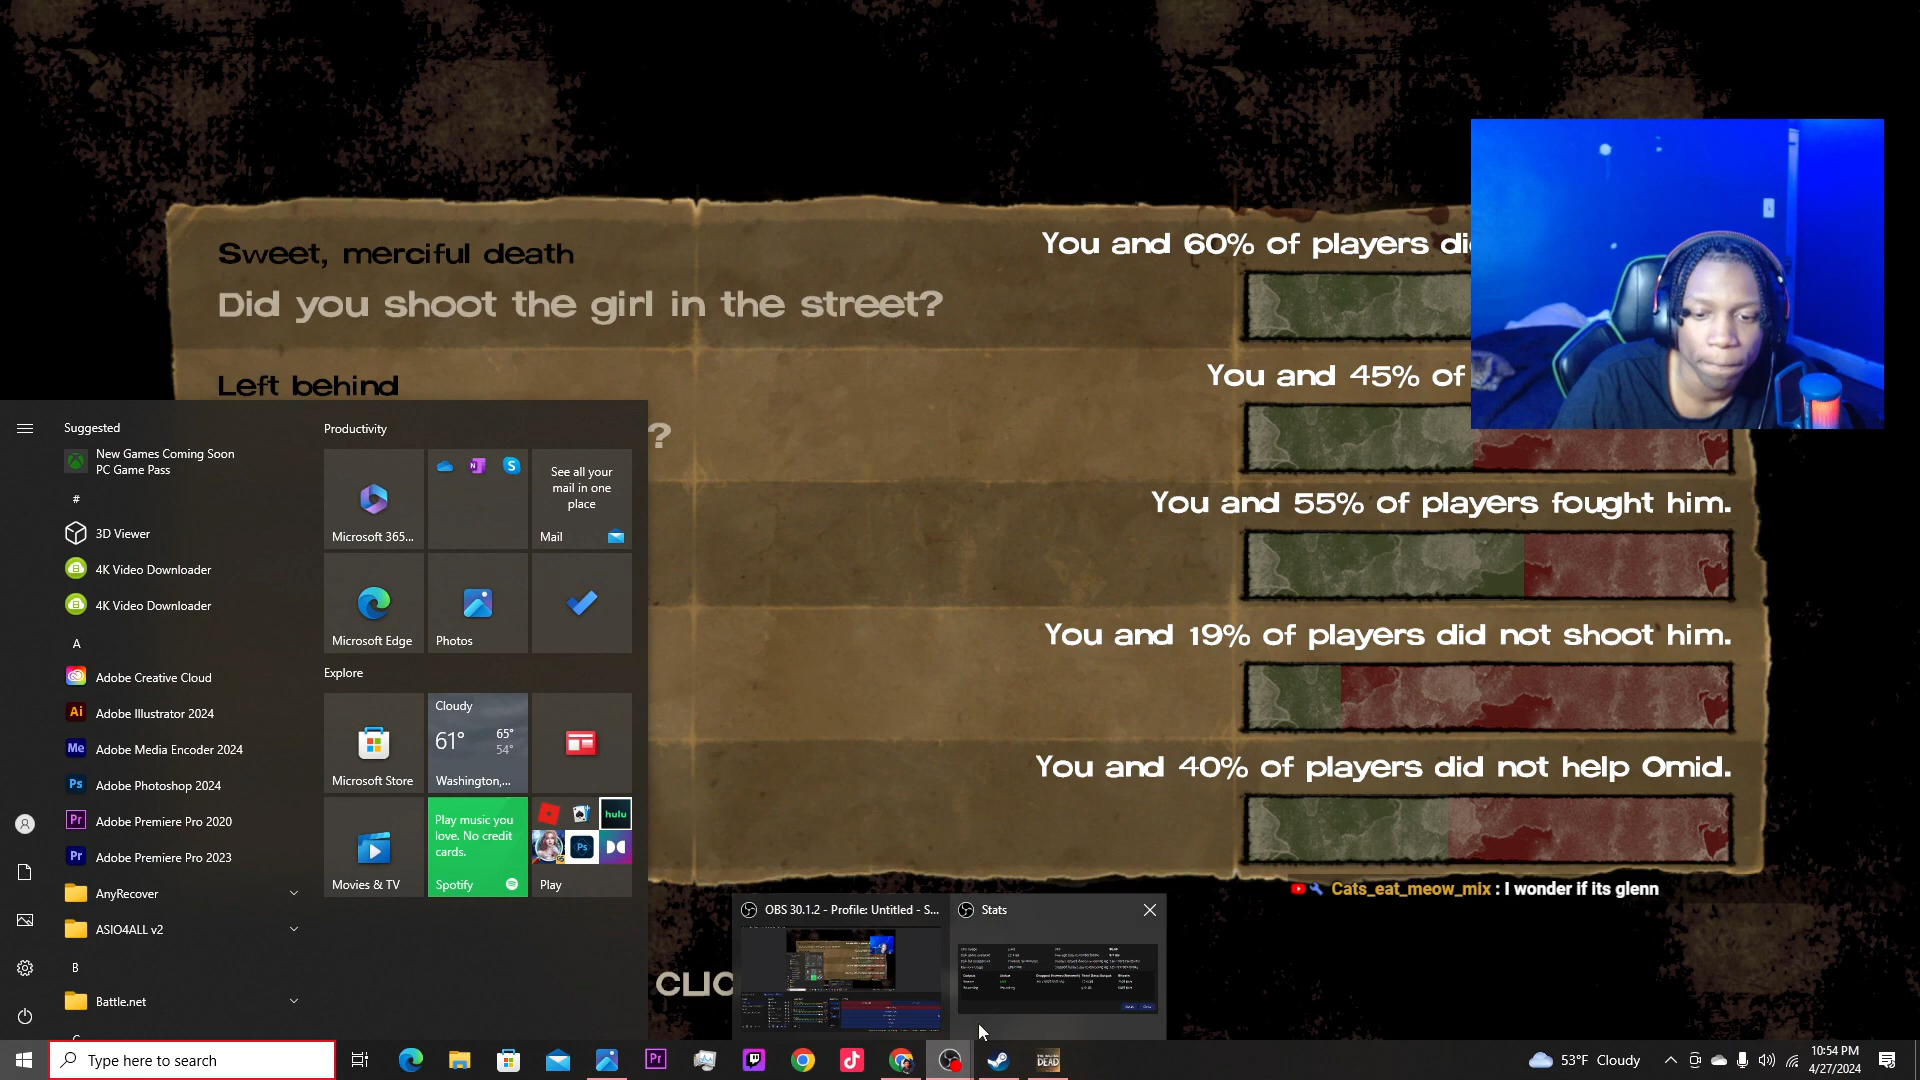 Sweet, merciful death
Did you shoot the girl in the street?
You and 60% of players di
Left behind
?
You and 45% of
You and 55% of players fought him.
You and 19% of players did not shoot him.
You and 40% of players did not help Omid.
Cats_eat_meow_mix : I wonder if its glenn
CLIC
Suggested
New Games Coming Soon
PC Game Pass
#
3D Viewer
4K Video Downloader
4K Video Downloader
A
Adobe Creative Cloud
Adobe Illustrator 2024
Adobe Media Encoder 2024
Adobe Photoshop 2024
Adobe Premiere Pro 2020
Adobe Premiere Pro 2023
AnyRecover
ASIO4ALL v2
B
Battle.net
Productivity
Microsoft 365...
See all your
mail in one
place
Mail
Microsoft Edge
Photos
Explore
Microsoft Store
Cloudy
61°
65°
54°
Washington,...
Movies & TV
Play music you
love. No credit
cards.
Spotify
hulu
Play
OBS 30.1.2 - Profile: Untitled - S...
Stats
Type here to search
53°F Cloudy
10:54 PM
4/27/2024